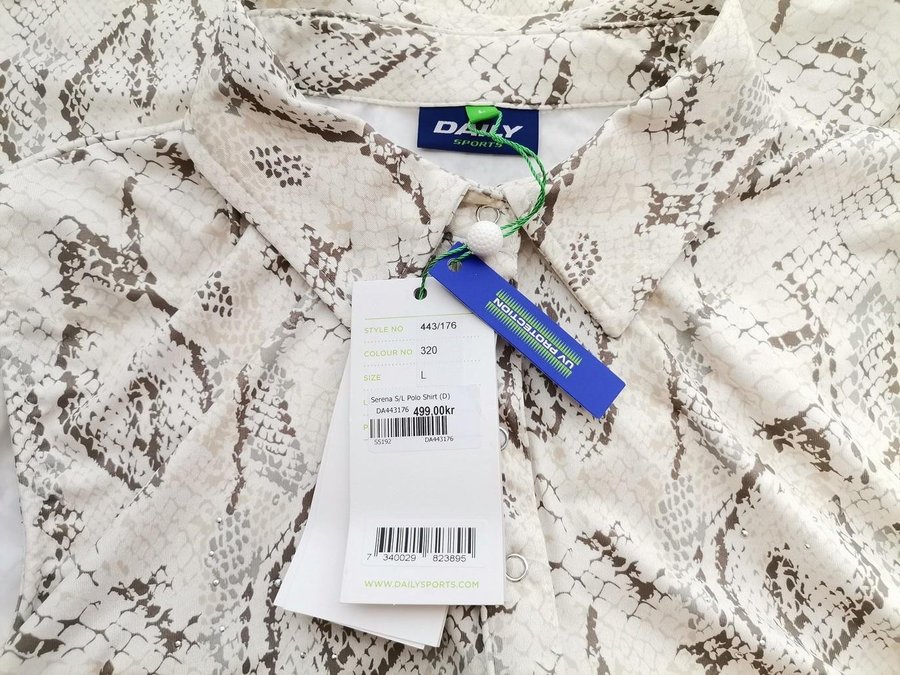 DAILY
SPORTS
UV PROTECTION
STYLE NO 443/176
COLOUR NO 320
SIZE L
Serena S/L Polo Shirt (D)
DA443176 499,00kr
SS192 DA443176
7 340029 823895
WWW.DAILYSPORTS.COM